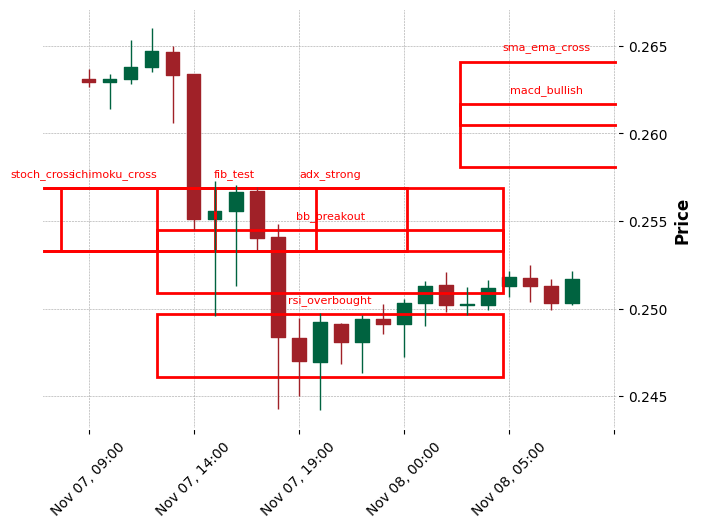 sma_ema_cross
0.265
macd_bullish
0.260
stoch_cross
ichimoku_cross
fib_test
adx_strong
bb_breakout
0.255
Price
rsi_overbought
0.250
0.245
Nov 07, 09:00
Nov 07, 14:00
Nov 07, 19:00
Nov 08, 00:00
Nov 08, 05:00